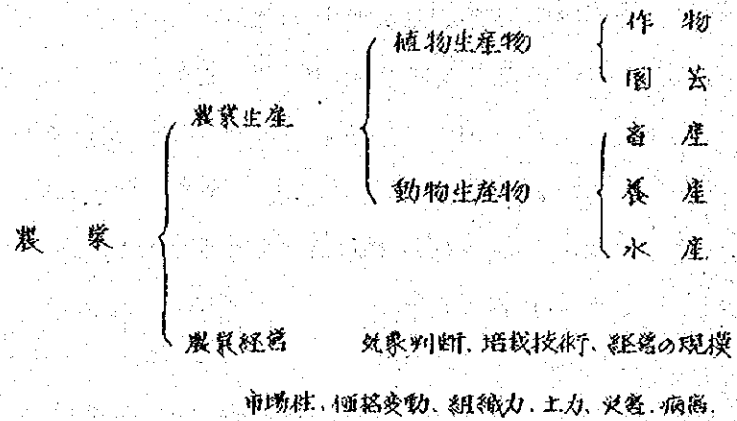 植物生産物
作物
園芸
農業生産
畜産
動物生産物
養産
水産
農業
農業経営 気象判断、培栽技術、経営の規模
市場性、価格変動、組織力、土力、災害、病害、